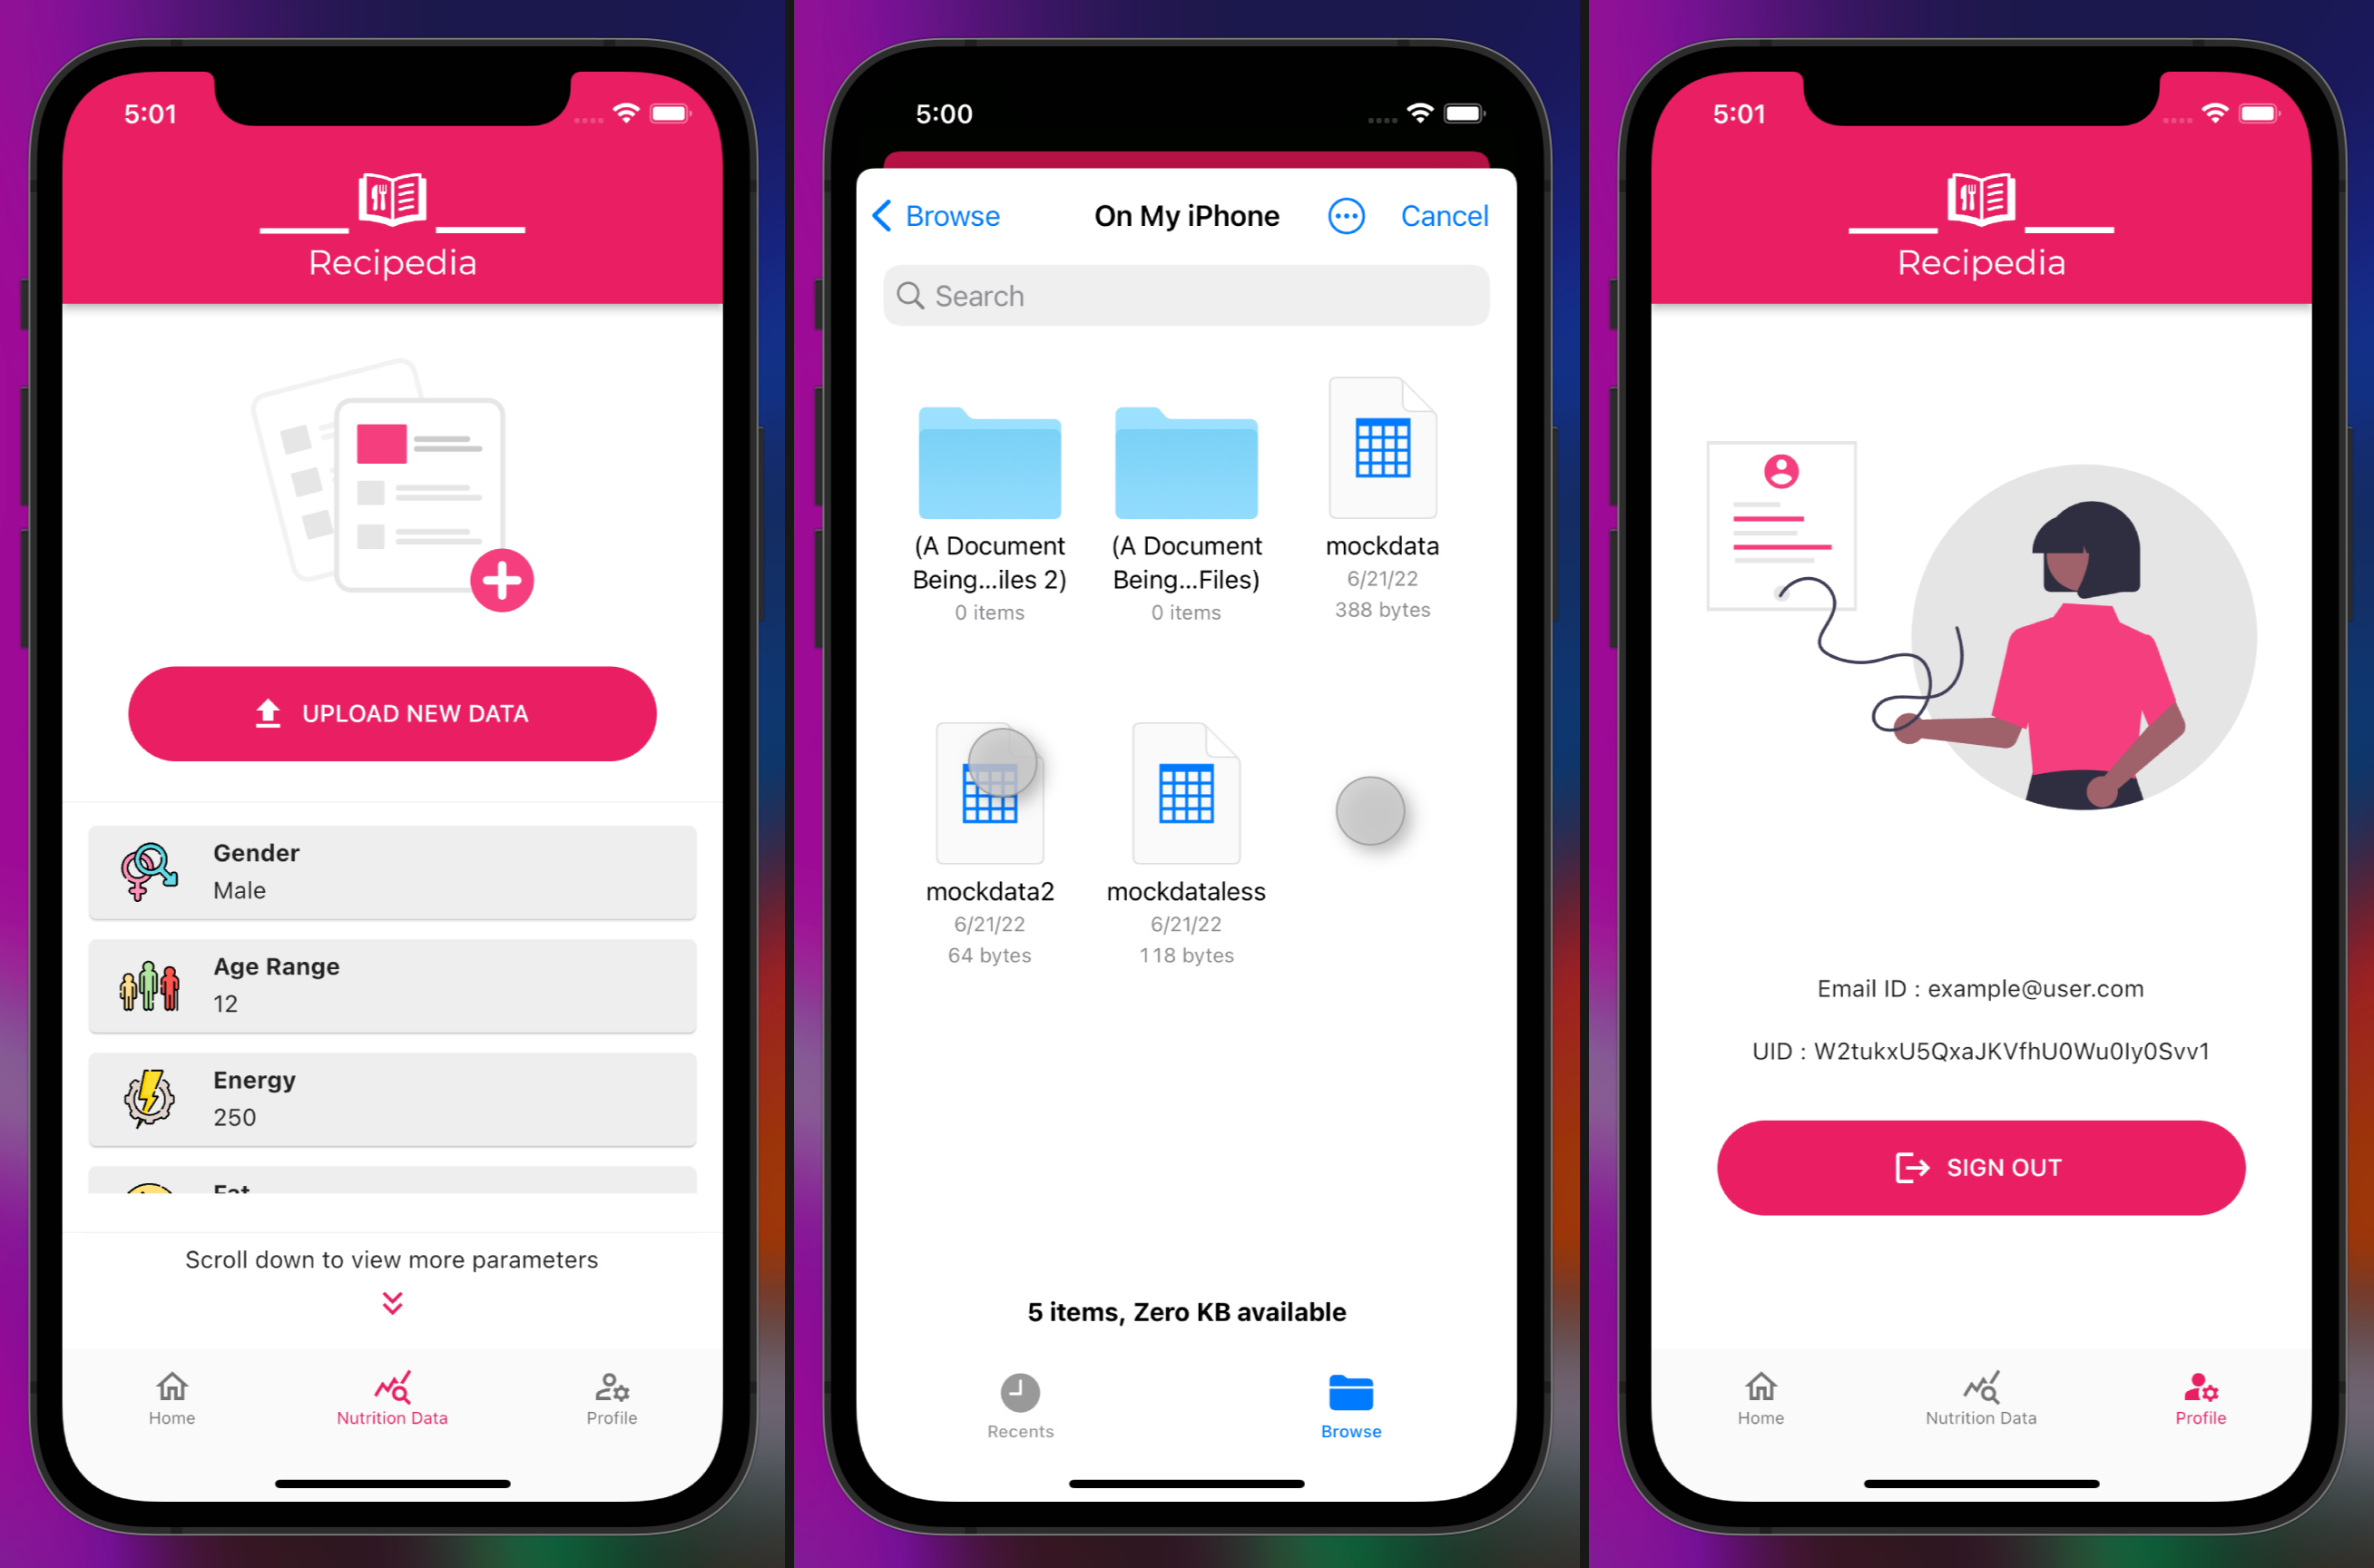 5:01
Recipedia
UPLOAD NEW DATA
Gender
Male
Age Range
12
Energy
250
Fat
Scroll down to view more parameters
Home
Nutrition Data
Profile
5:00
Browse
On My iPhone
Cancel
Search
(A Document
Being...iles 2)
0 items
(A Document
Being...Files)
0 items
mockdata
6/21/22
388 bytes
mockdata2
6/21/22
64 bytes
mockdataless
6/21/22
118 bytes
5 items, Zero KB available
Recents
Browse
5:01
Recipedia
Email ID : example@user.com
UID : W2tukxU5QxaJKVfhU0Wu0Iy0Svv1
SIGN OUT
Home
Nutrition Data
Profile